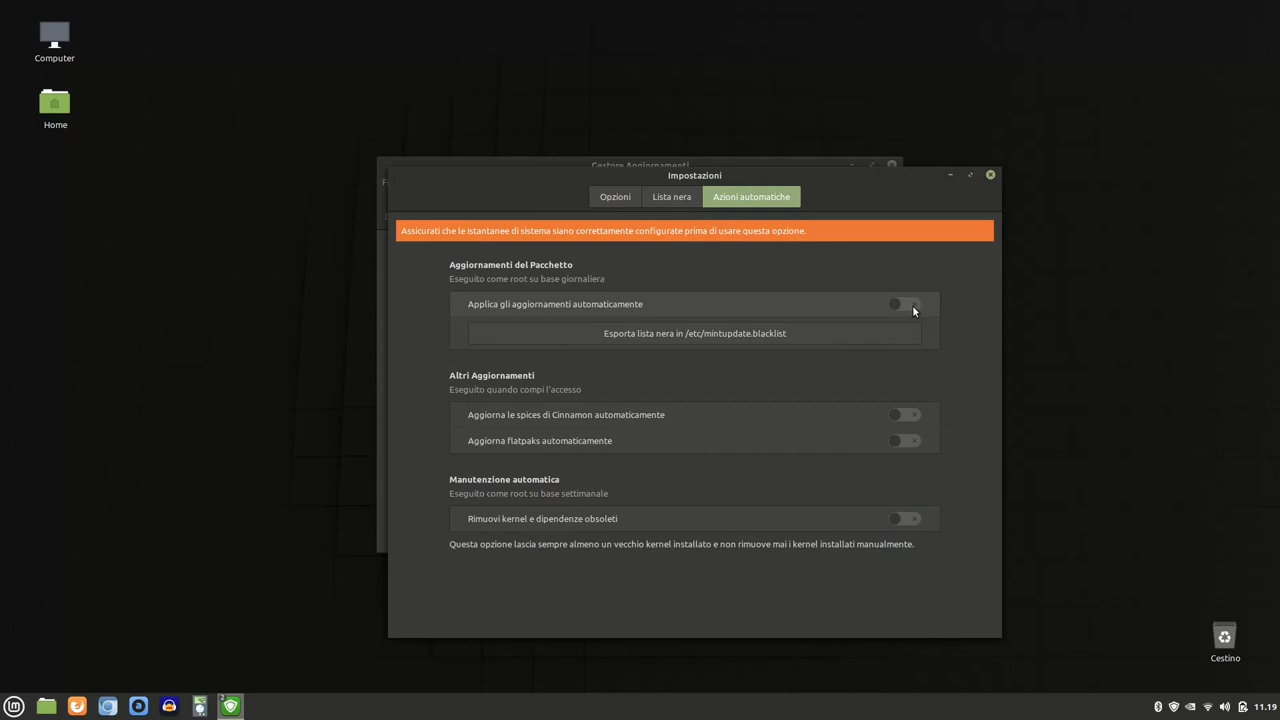 Computer
Home
Gestore Aggiornamenti
Impostazioni
Opzioni
Lista nera
Azioni automatiche
Assicurati che le istantanee di sistema siano correttamente configurate prima di usare questa opzione.
Aggiornamenti del Pacchetto
Eseguito come root su base giornaliera
Applica gli aggiornamenti automaticamente
Esporta lista nera in /etc/mintupdate.blacklist
Altri Aggiornamenti
Eseguito quando compi l'accesso
Aggiorna le spices di Cinnamon automaticamente
Aggiorna flatpaks automaticamente
Manutenzione automatica
Eseguito come root su base settimanale
Rimuovi kernel e dipendenze obsoleti
Questa opzione lascia sempre almeno un vecchio kernel installato e non rimuove mai i kernel installati manualmente.
Cestino
2
11.19